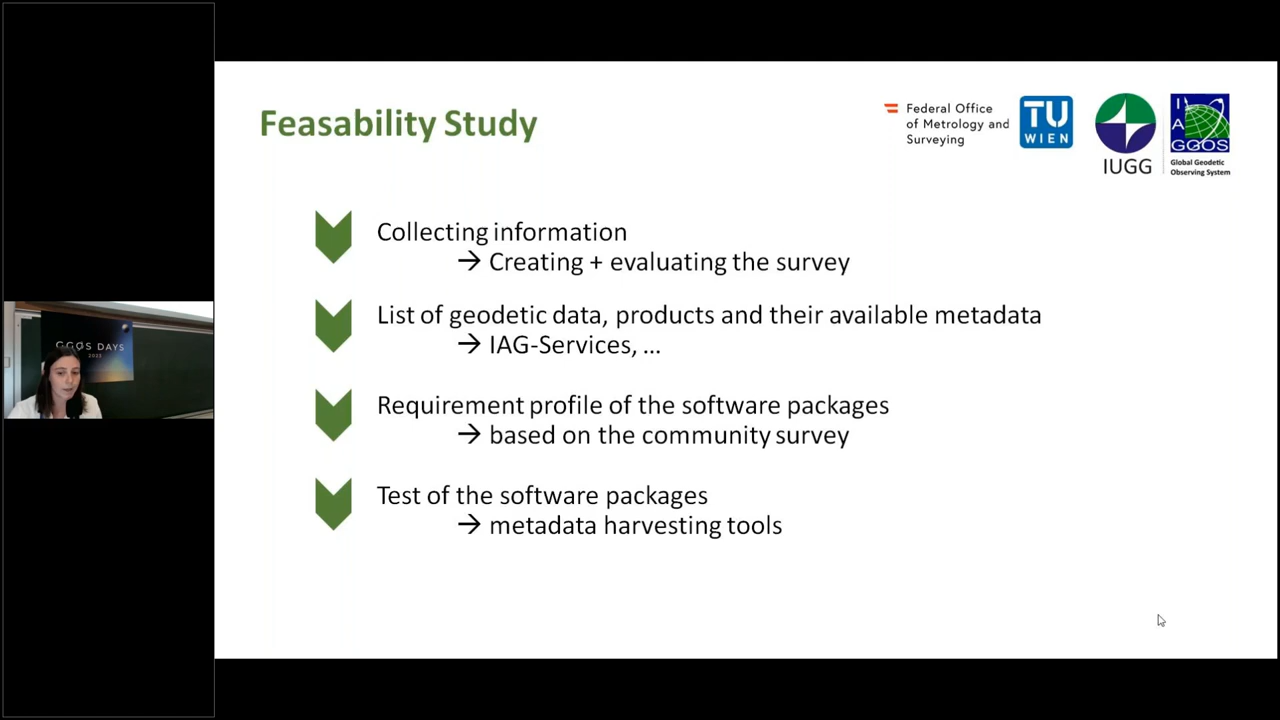 Feasability Study
Federal Office
of Metrology and
Surveying
TU
WIEN
IUGG
I
A
GGOS
Global Geodetic
Observing System
Collecting information
→ Creating + evaluating the survey
List of geodetic data, products and their available metadata
→ IAG-Services, ...
Requirement profile of the software packages
→ based on the community survey
Test of the software packages
→ metadata harvesting tools
GGOS DAYS